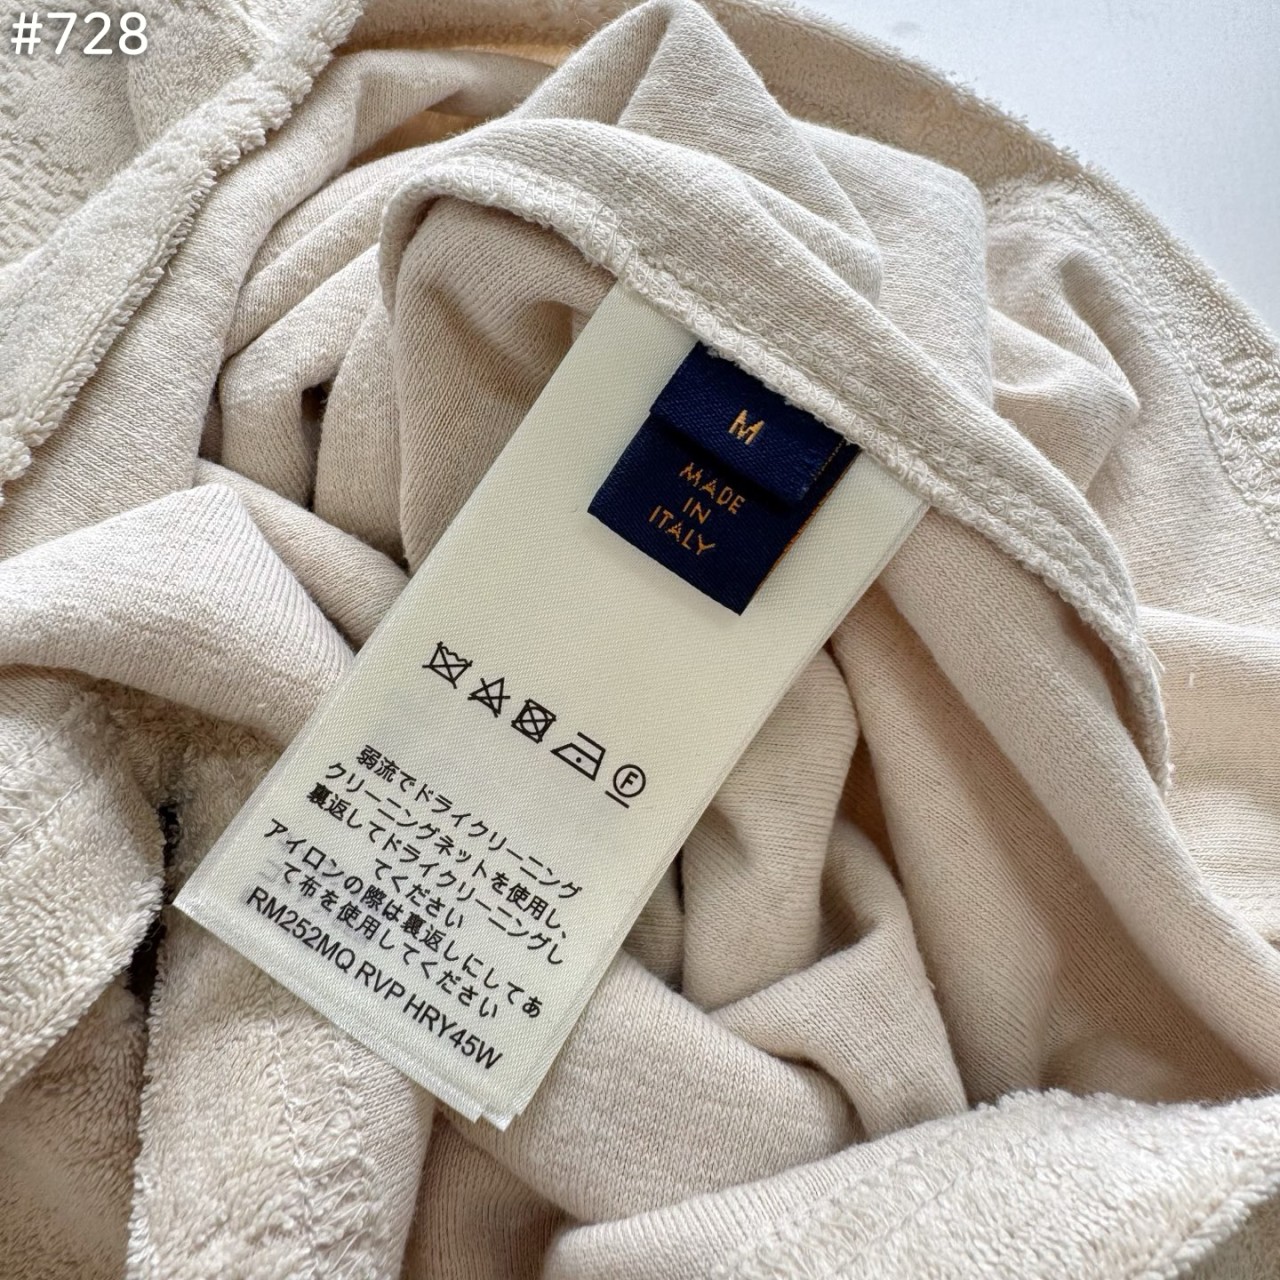 #728
M
MADE
IN
ITALY
F
弱流でドライクリーニング
クリーニングネットを使用し、
裏返してドライクリーニングし
てください
アイロンの際は裏返しにしてあ
て布を使用してください
RM252MQ RVP HRY45W